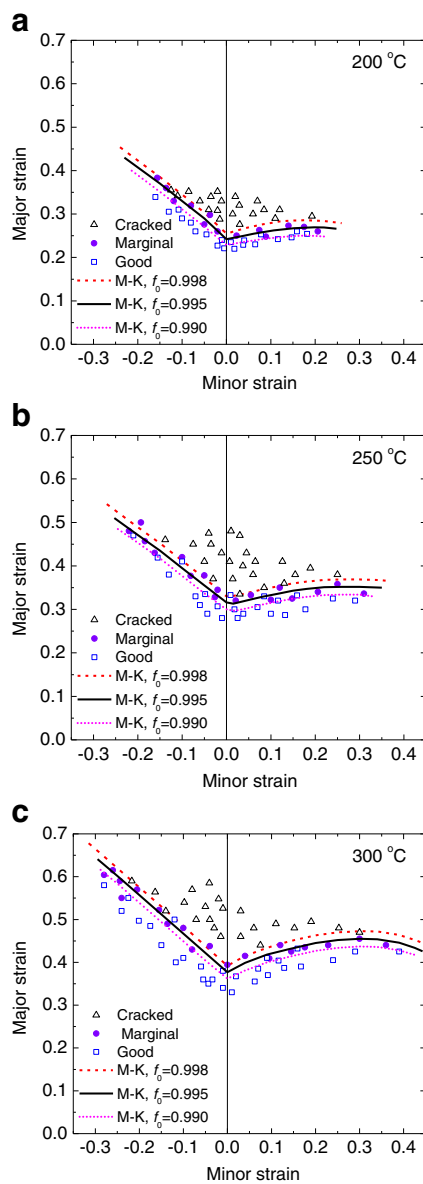 a
200 °C
0.7
0.6
0.5
0.4
0.3
0.2
0.1
0.0
Major strain
Cracked
Marginal
Good
M-K, f₀=0.998
M-K, f₀=0.995
M-K, f₀=0.990
-0.3 -0.2 -0.1 0.0 0.1 0.2 0.3 0.4
Minor strain
b
250 °C
0.7
0.6
0.5
0.4
0.3
0.2
0.1
0.0
Major strain
Cracked
Marginal
Good
M-K, f₀=0.998
M-K, f₀=0.995
M-K, f₀=0.990
-0.3 -0.2 -0.1 0.0 0.1 0.2 0.3 0.4
Minor strain
c
300 °C
0.7
0.6
0.5
0.4
0.3
0.2
0.1
0.0
Major strain
Cracked
Marginal
Good
M-K, f₀=0.998
M-K, f₀=0.995
M-K, f₀=0.990
-0.3 -0.2 -0.1 0.0 0.1 0.2 0.3 0.4
Minor strain